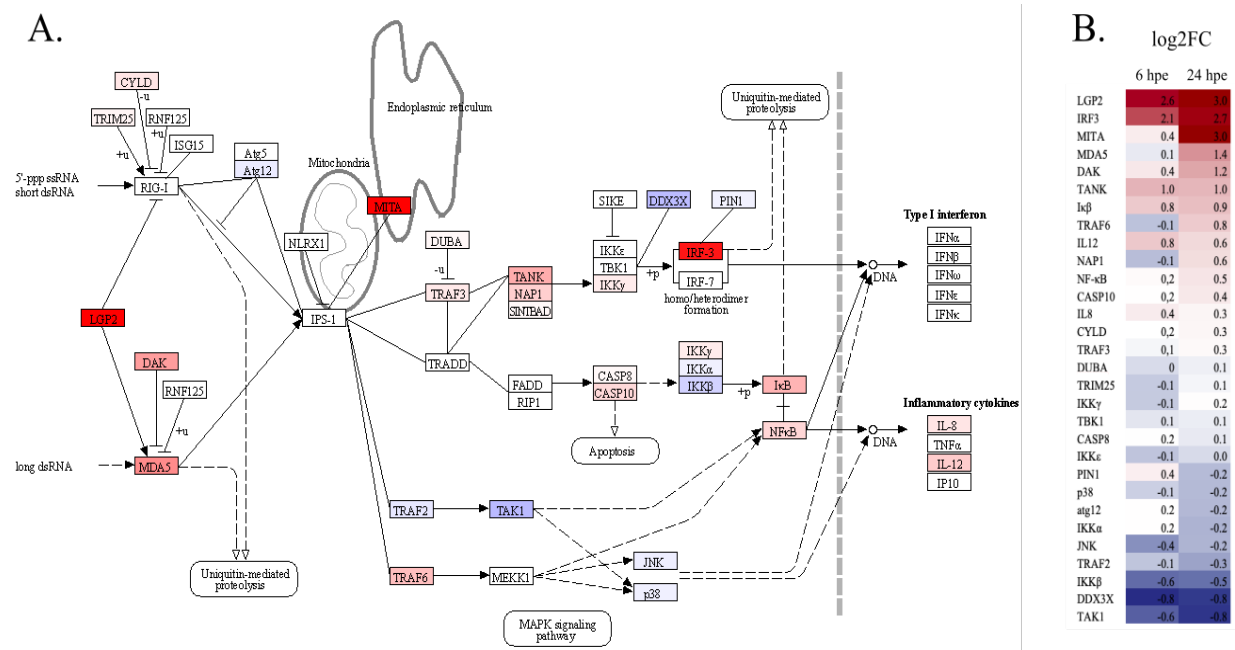 A.
CYLD
-u
TRIM25
RNF125
+u
+u
ISG15
5'-ppp ssRNA
short dsRNA
RIG-I
Atg5
Atg12
Endoplasmic reticulum
Mitochondria
MITA
NLRX1
IPS-1
LGP2
DAK
RNF125
+u
long dsRNA
MDA5
Uniquitin-mediated
proteolysis
DUBA
-u
TRAF3
TANK
NAP1
SINTBAD
TRADD
FADD
RIP1
CASP8
CASP10
Apoptosis
SIKE
DDX3X
PIN1
IKKε
TBK1
IKKγ
+p
IRF-3
IRF-7
homo/heterodimer
formation
Uniquitin-mediated
proteolysis
IKKγ
IKKα
IKKβ
+p
IκB
NFκB
TRAF2
TAK1
TRAF6
MEKK1
JNK
p38
MAPK signaling
pathway
DNA
DNA
Type I interferon
IFNα
IFNβ
IFNω
IFNε
IFNκ
Inflammatory cytokines
IL-8
TNFα
IL-12
IP10
B.
log2FC
6 hpe 24 hpe
LGP2 2.6 3.0
IRF3 2.1 2.7
MITA 0.4 3.0
MDA5 0.1 1.4
DAK 0.4 1.2
TANK 1.0 1.0
Iκβ 0.8 0.9
TRAF6 -0.1 0.8
IL12 0.8 0.6
NAP1 -0.1 0.6
NF-κB 0,2 0.5
CASP10 0,2 0.4
IL8 0.4 0.3
CYLD 0,2 0.3
TRAF3 0,1 0.3
DUBA 0 0.1
TRIM25 -0.1 0.1
IKKγ -0.1 0.2
TBK1 0.1 0.1
CASP8 0.2 0.1
IKKε -0.1 0.0
PIN1 0.4 -0.2
p38 -0.1 -0.2
atg12 0.2 -0.2
IKKα 0.2 -0.2
JNK -0.4 -0.2
TRAF2 -0.1 -0.3
IKKβ -0.6 -0.5
DDX3X -0.8 -0.8
TAK1 -0.6 -0.8